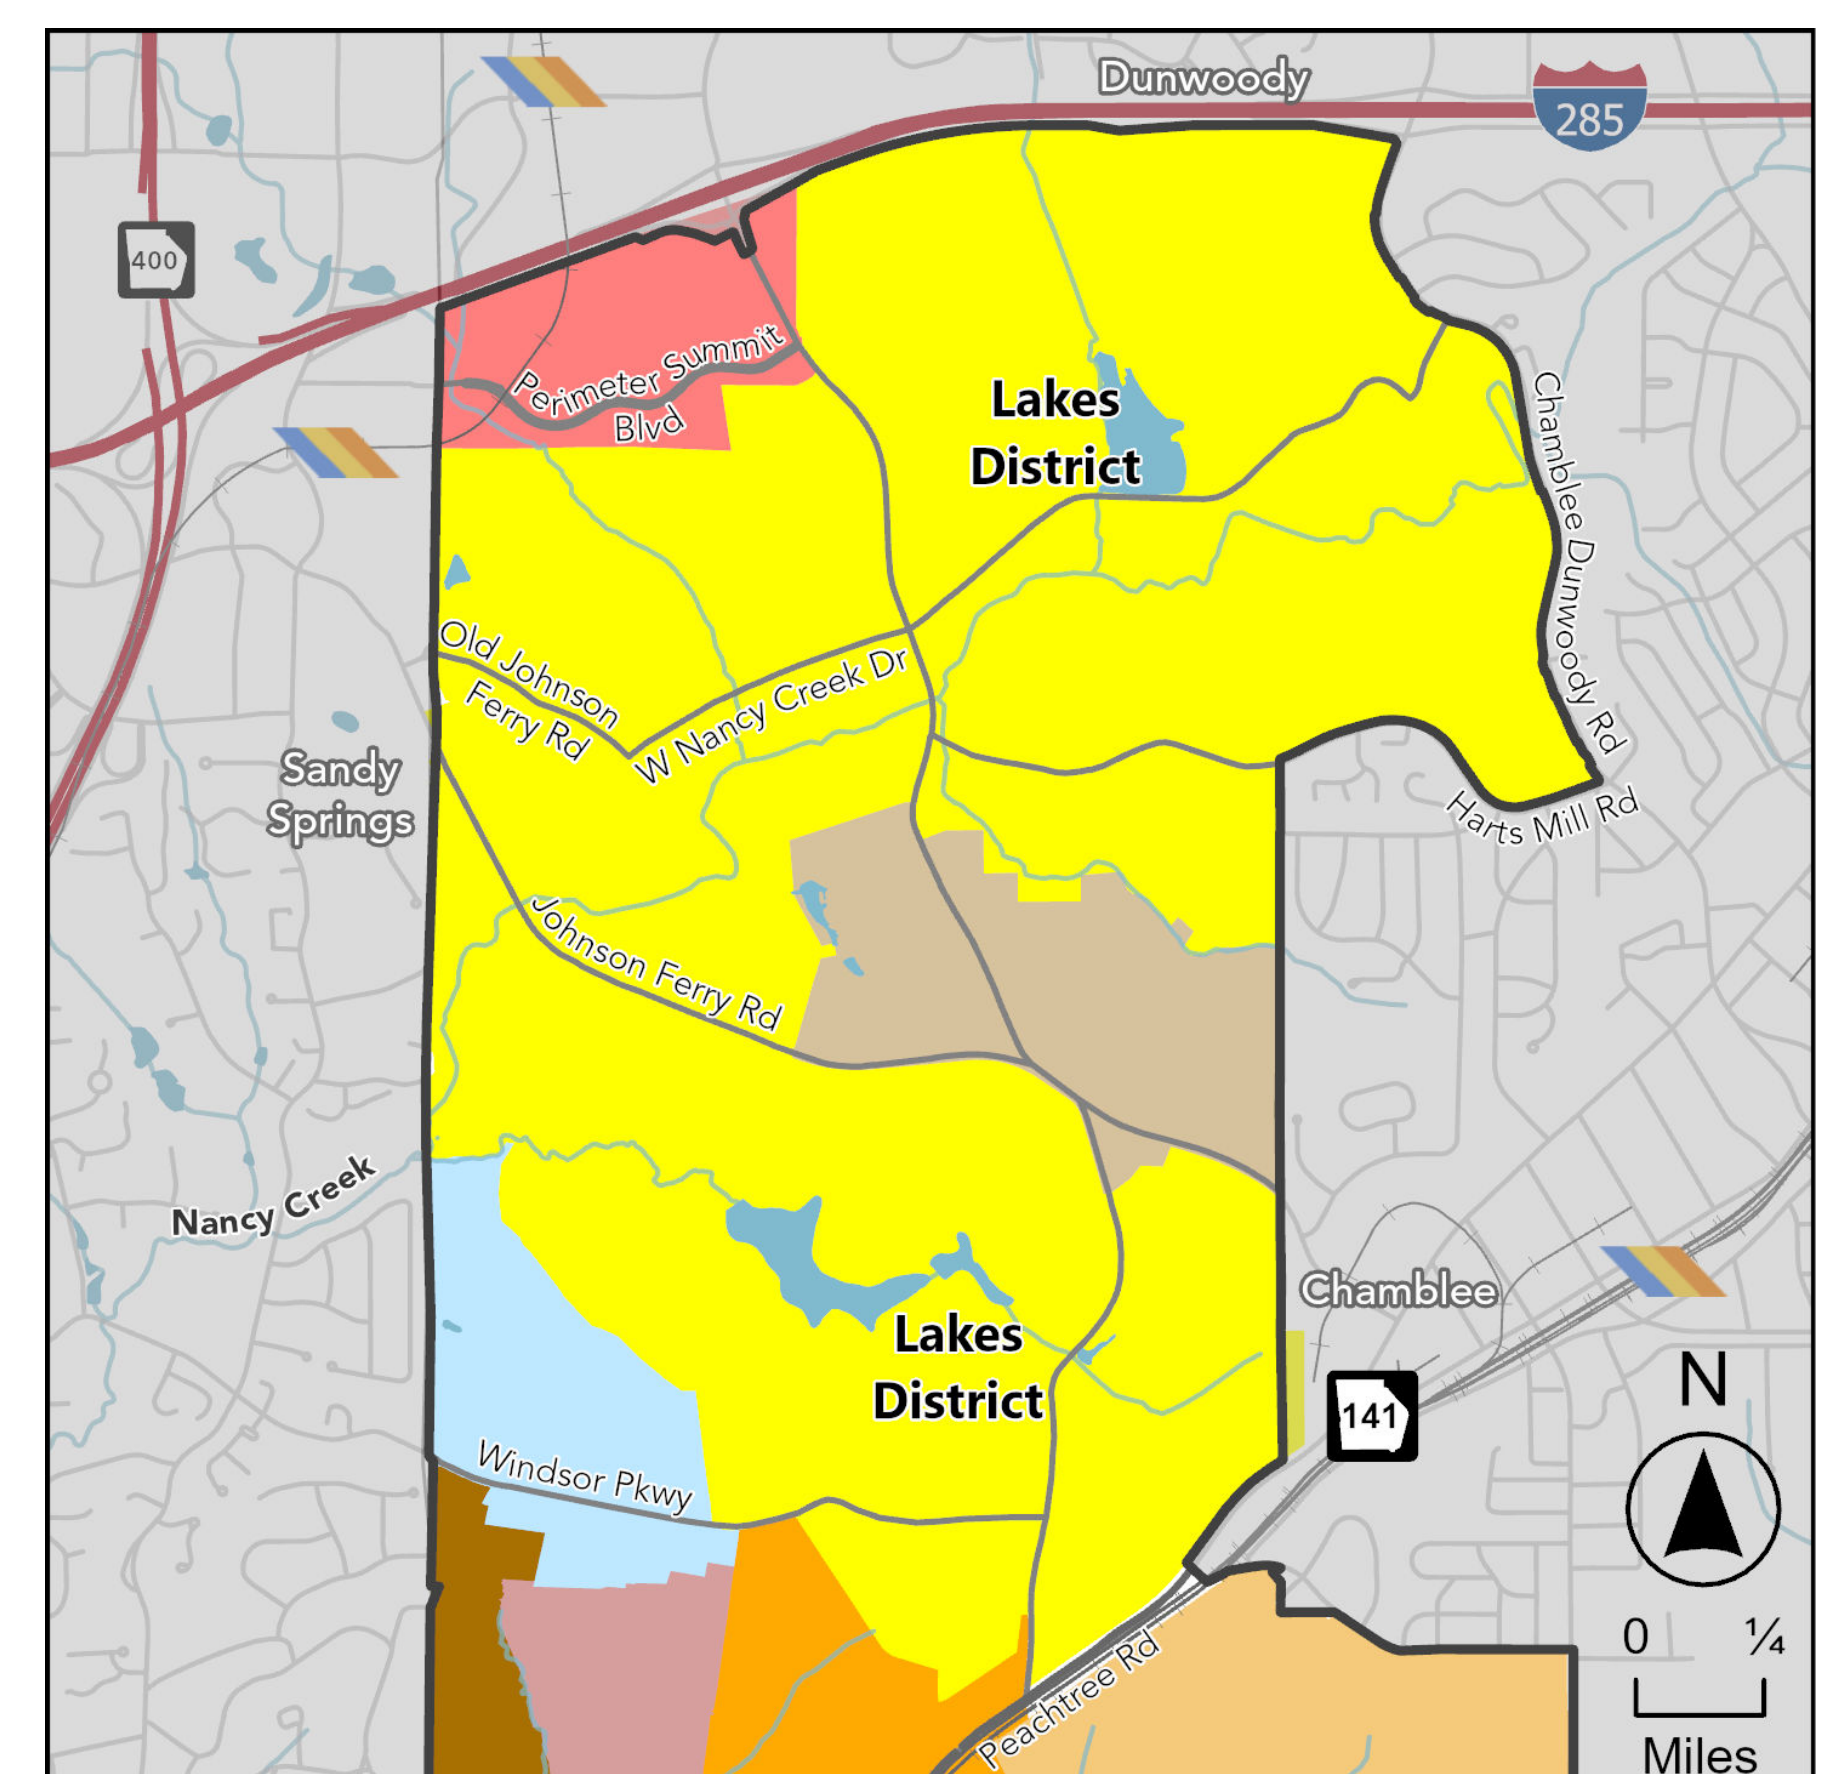 Dunwoody
285
400
Perimeter Summit
Blvd
Lakes
District
Chamblee Dunwoody Rd
Old Johnson
Ferry Rd
W Nancy Creek Dr
Sandy
Springs
Harts Mill Rd
Johnson Ferry Rd
Nancy Creek
Chamblee
Lakes
District
141
N
Windsor Pkwy
0 ¼
Miles
Peachtree Rd